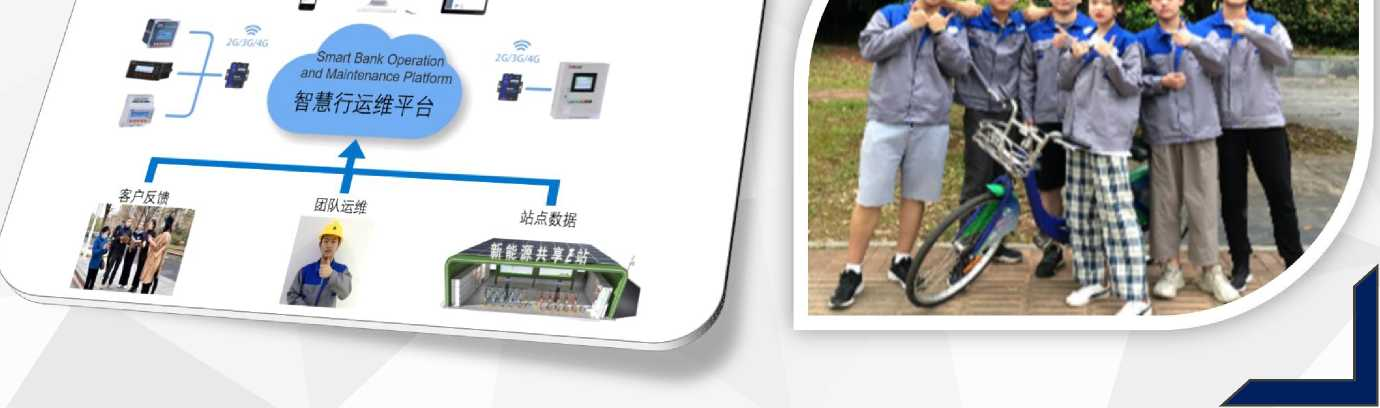 2G/3G/4G
2G/3G/4G
Smart Bank Operation
and Maintenance Platform
智慧行运维平台
客户反馈
团队运维
站点数据
新能源共享E站